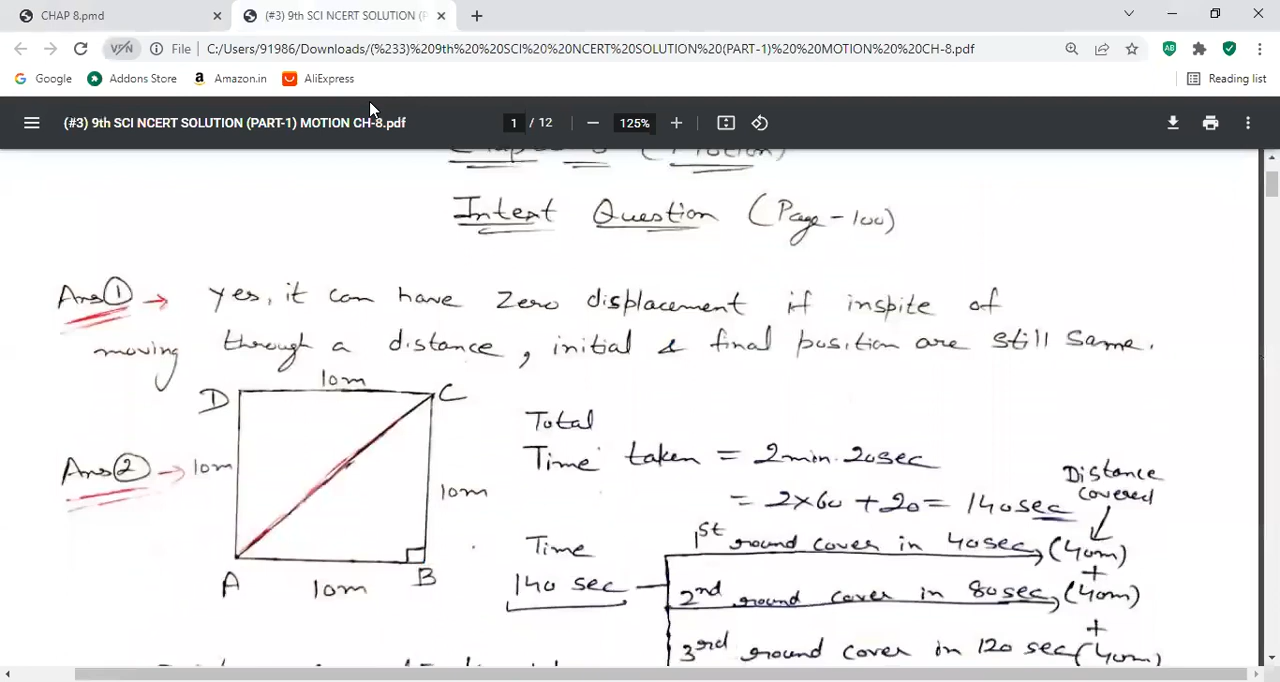 CHAP 8.pmd
(#3) 9th SCI NCERT SOLUTION (P
File C:/Users/91986/Downloads/(%233)%209th%20%20SCI%20%20NCERT%20SOLUTION%20(PART-1)%20%20MOTION%20%20CH-8.pdf
Google Addons Store Amazon.in AliExpress Reading list
(#3) 9th SCI NCERT SOLUTION (PART-1) MOTION CH-8.pdf 1 / 12 125%
(Motion)
Intext Question (Page-100)
Ans 1 → Yes, it can have zero displacement if inspite of
moving through a distance, initial & final position are still same.
D 10m C
Ans 2 → 10m
10m
A 10m B
Total
Time taken = 2min. 20sec
= 2x60 + 20 = 140sec
Distance
covered
Time
140 sec
1st round cover in 40sec, (40m)
+
2nd round cover in 80sec, (40m)
+
3rd round cover in 120 sec (40m)